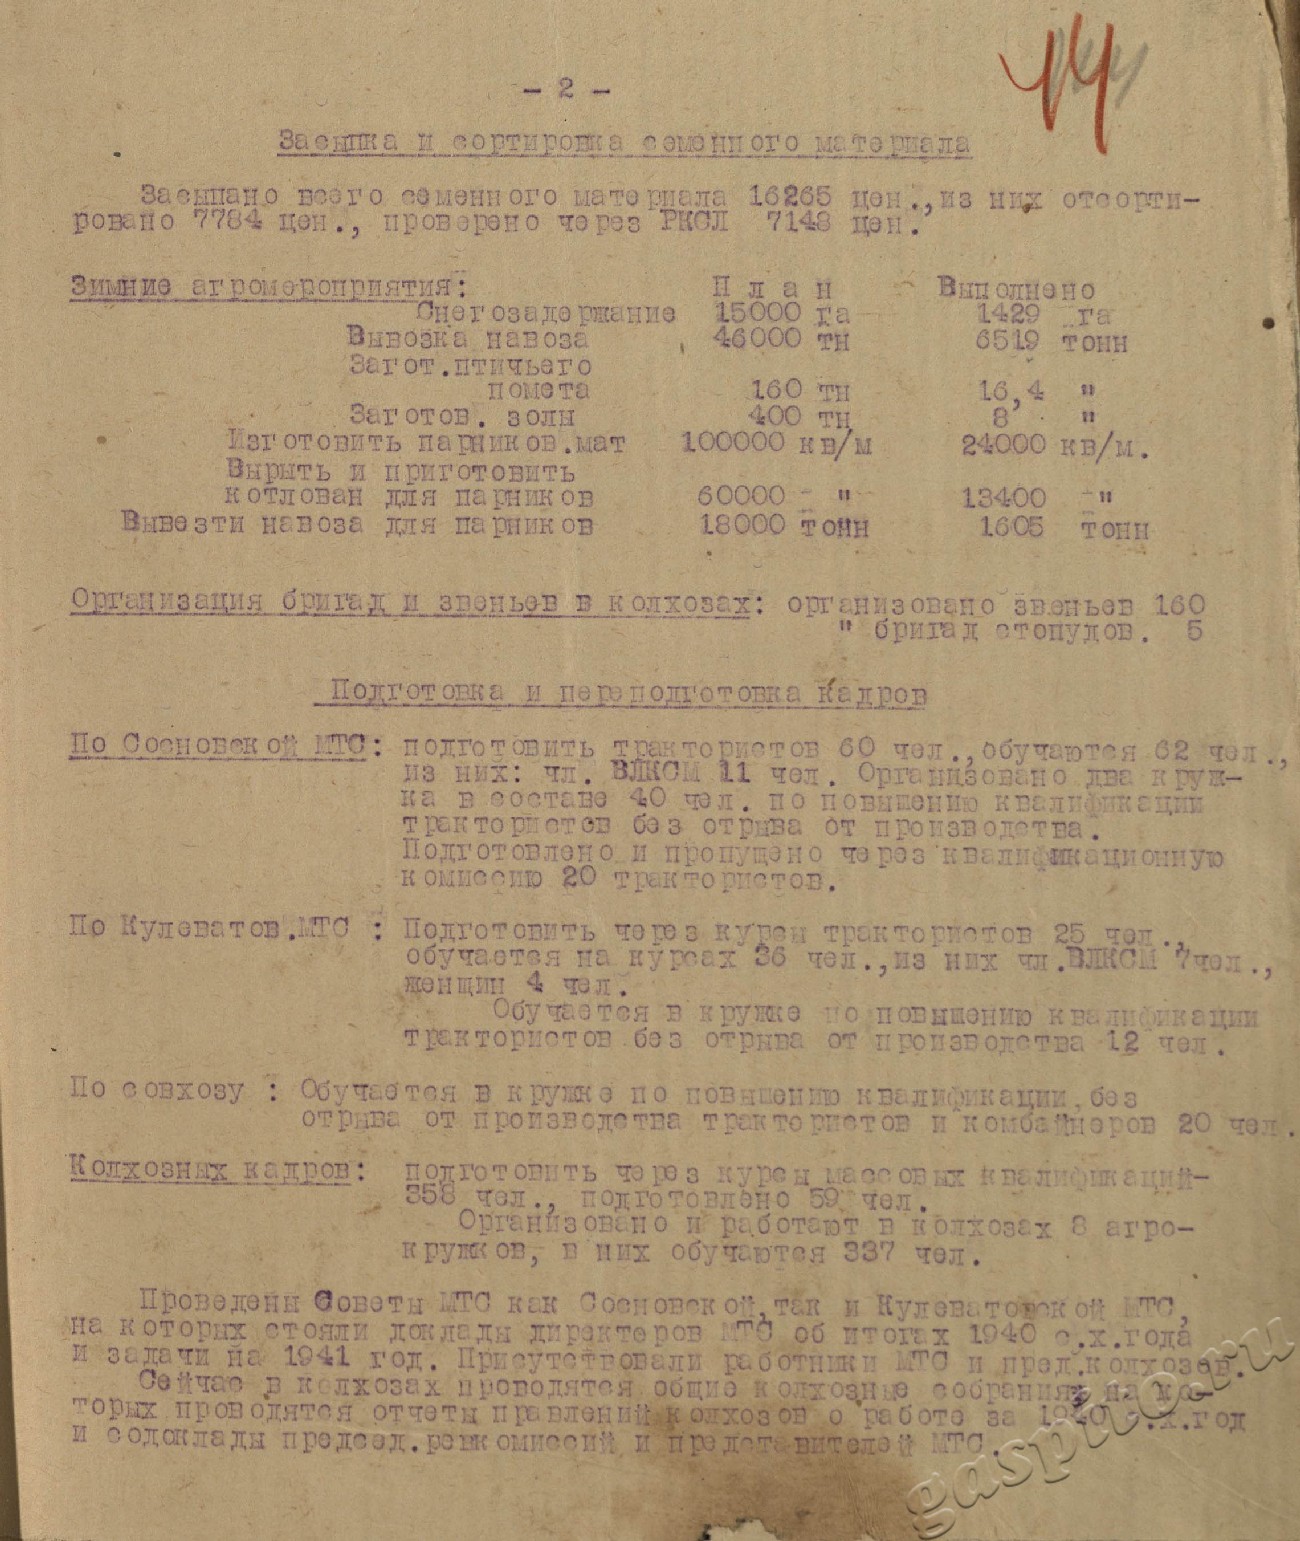 14
- 2 -
Засыпка и сортировка семенного материала
Засыпано всего семенного материала 16265 цен.,из них отсорти-
ровано 7784 цен., проверено через РКСЛ 7148 цен.
Зимние агромероприятия: П л а н Выполнено
Снегозадержание 15000 га 1429 га
Вывозка навоза 46000 тн 6519 тонн
Загот.птичьего
помета 160 тн 16,4 "
Заготов. золы 400 тн 8 "
Изготовить парников.мат 100000 кв/м 24000 кв/м.
Вырыть и приготовить
котлован для парников 60000 - " 13400 "
Вывезти навоза для парников 18000 тонн 1605 тонн
Организация бригад и звеньев в колхозах: организовано звеньев 160
" бригад стопудов. 5
Подготовка и переподготовка кадров
По Сосновской МТС: подготовить трактористов 60 чел.,обучаются 62 чел.,
из них: чл. ВЛКСМ 11 чел. Организовано два круж-
ка в составе 40 чел. по повышению квалификации
трактористов без отрыва от производства.
Подготовлено и пропущено через квалификационную
комиссию 20 трактористов.
По Кулеватов.МТС : Подготовить через курсы трактористов 25 чел.,
обучается на курсах 36 чел.,из них чл.ВЛКСМ 7чел.,
женщин 4 чел.
Обучается в кружке по повышению квалификации
трактористов без отрыва от производства 12 чел.
По совхозу : Обучается в кружке по повышению квалификации без
отрыва от производства трактористов и комбайнеров 20 чел.
Колхозных кадров: подготовить через курсы массовых квалификаций-
358 чел., подготовлено 59 чел.
Организовано и работают в колхозах 8 агро-
кружков, в них обучаются 337 чел.
Проведены Советы МТС как Сосновской,так и Кулеватовской МТС,
на которых стояли доклады директоров МТС об итогах 1940 с.х.года
и задачи на 1941 год. Присутствовали работники МТС и пред.колхозов.
Сейчас в колхозах проводятся общие колхозные собрания, на ко-
торых проводятся отчеты правлений колхозов о работе за 1940 с.х.год
и содоклады председ.ревкомиссий и представителей МТС.
gaspito.ru